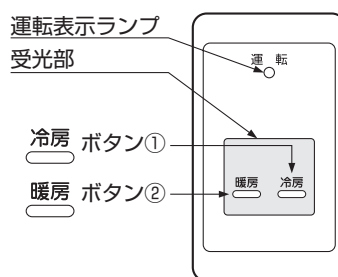 運転表示ランプ
受光部
冷房 ボタン①
暖房 ボタン②
運 転
暖房 冷房